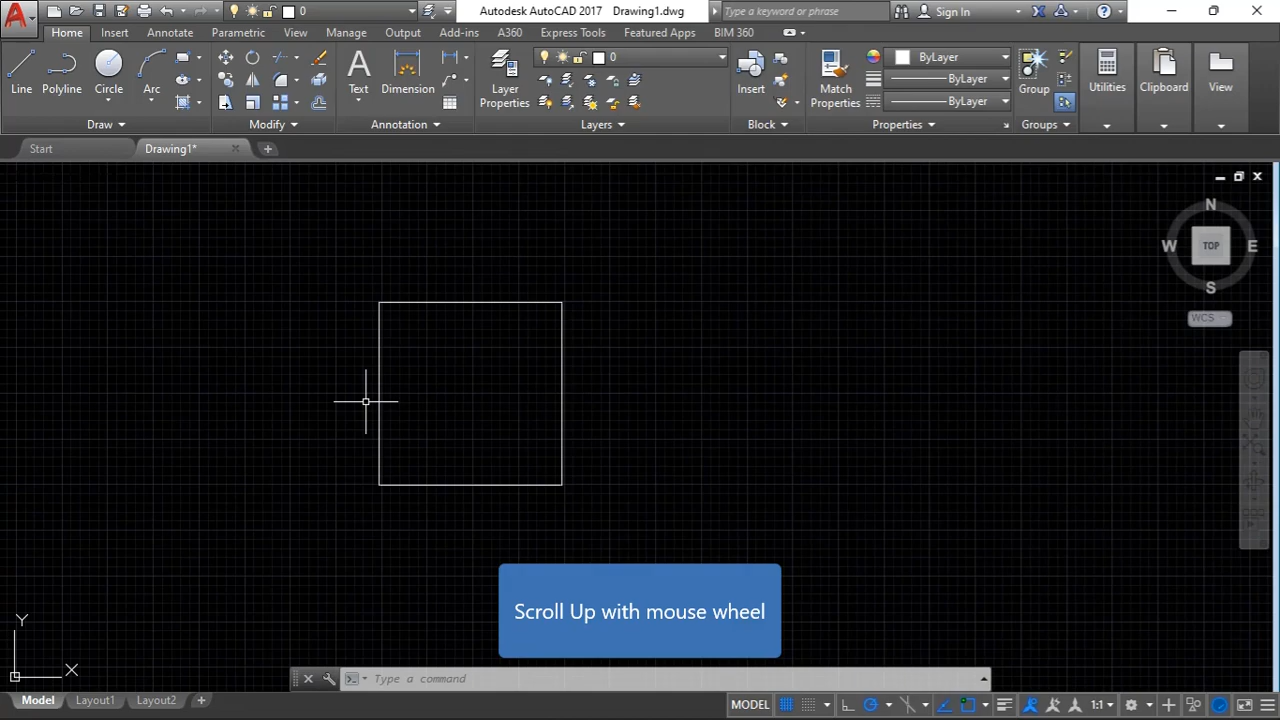 A 0 Autodesk AutoCAD 2017 Drawing1.dwg Type a keyword or phrase Sign In ?
Home Insert Annotate Parametric View Manage Output Add-ins A360 Express Tools Featured Apps BIM 360
0 ByLayer
ByLayer
ByLayer
Line Polyline Circle Arc A Text Dimension Layer Properties Insert Match Properties Group Utilities Clipboard View
Draw Modify Annotation Layers Block Properties Groups
Start Drawing1* +
N
W TOP E
S
WCS
Scroll Up with mouse wheel
Y
X
Type a command
Model Layout1 Layout2 + MODEL 1:1